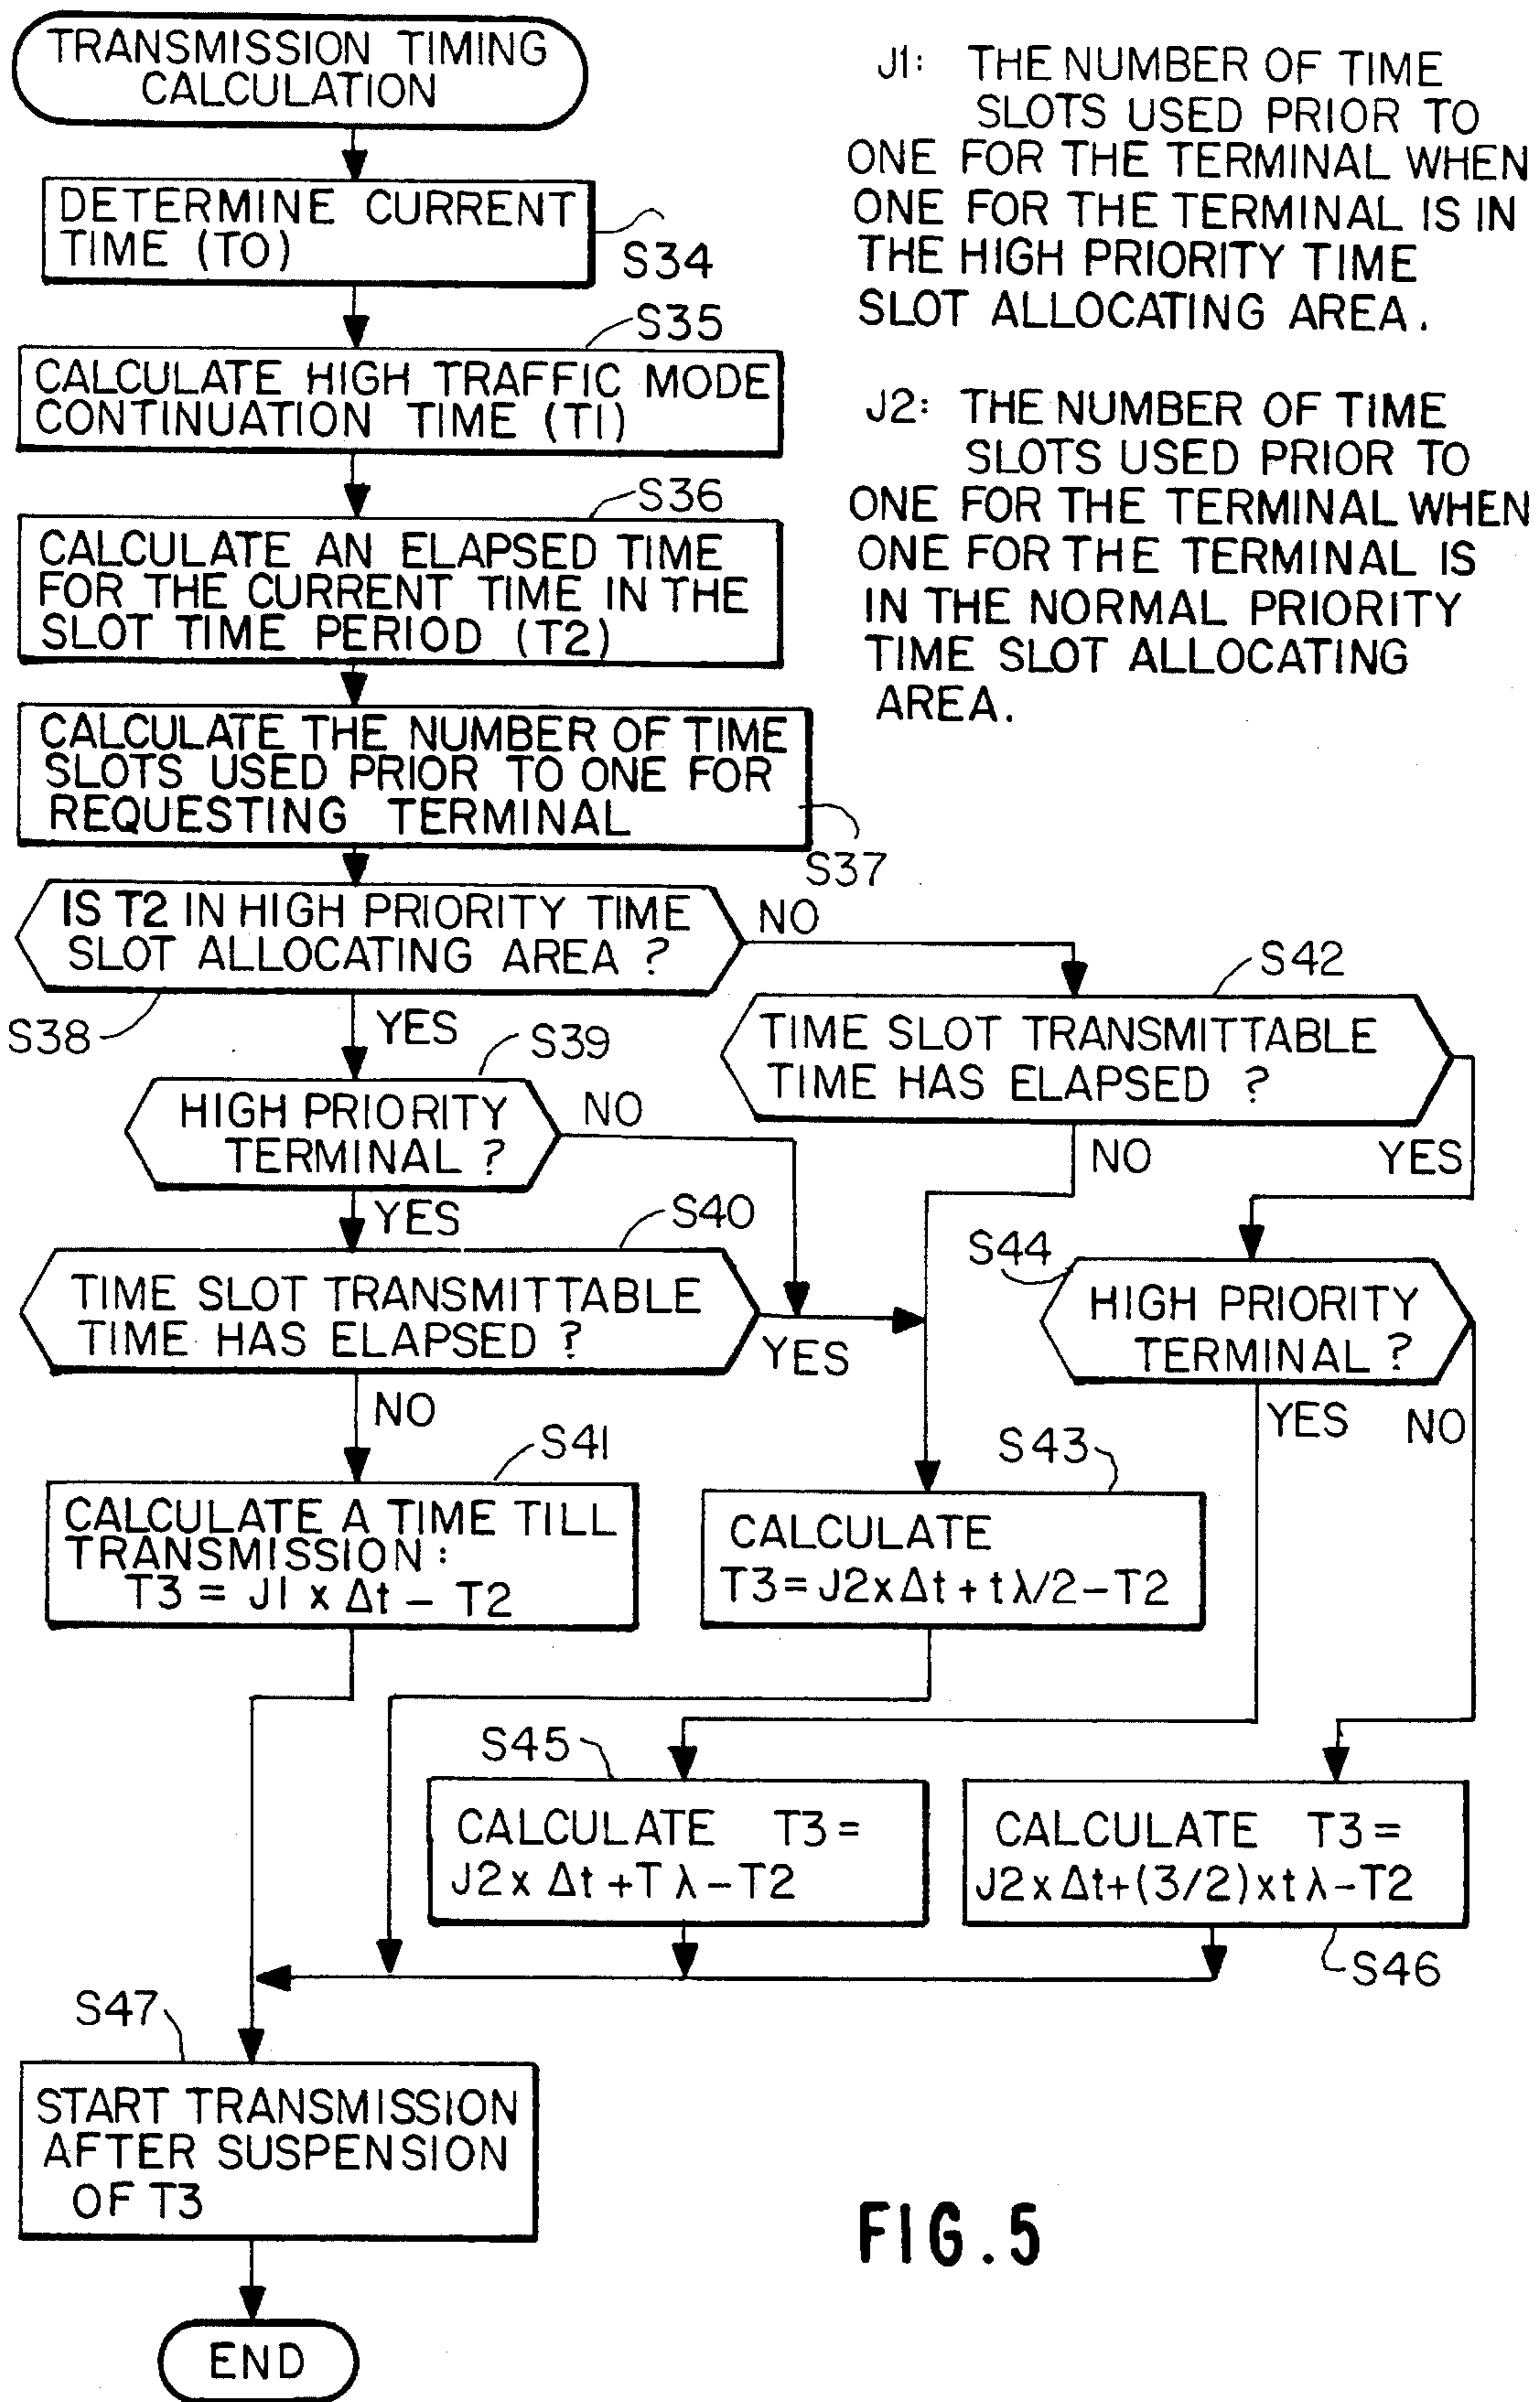 TRANSMISSION TIMING
CALCULATION
DETERMINE CURRENT
TIME (TO)
S34
S35
CALCULATE HIGH TRAFFIC MODE
CONTINUATION TIME (T1)
S36
CALCULATE AN ELAPSED TIME
FOR THE CURRENT TIME IN THE
SLOT TIME PERIOD (T2)
CALCULATE THE NUMBER OF TIME
SLOTS USED PRIOR TO ONE FOR
REQUESTING TERMINAL
S37
J1: THE NUMBER OF TIME
SLOTS USED PRIOR TO
ONE FOR THE TERMINAL WHEN
ONE FOR THE TERMINAL IS IN
THE HIGH PRIORITY TIME
SLOT ALLOCATING AREA.
J2: THE NUMBER OF TIME
SLOTS USED PRIOR TO
ONE FOR THE TERMINAL WHEN
ONE FOR THE TERMINAL IS
IN THE NORMAL PRIORITY
TIME SLOT ALLOCATING
AREA.
IS T2 IN HIGH PRIORITY TIME
SLOT ALLOCATING AREA ?
NO
S38
YES
S39
HIGH PRIORITY
TERMINAL ?
NO
YES
S42
TIME SLOT TRANSMITTABLE
TIME HAS ELAPSED ?
NO
YES
S40
TIME SLOT TRANSMITTABLE
TIME HAS ELAPSED ?
YES
NO
S44
HIGH PRIORITY
TERMINAL ?
YES
NO
S41
CALCULATE A TIME TILL
TRANSMISSION:
T3 = J1 x Δt - T2
S43
CALCULATE
T3=J2xΔt+tλ/2-T2
S45
CALCULATE T3=
J2x Δt +T λ-T2
CALCULATE T3=
J2xΔt+(3/2)xt λ-T2
S46
S47
START TRANSMISSION
AFTER SUSPENSION
OF T3
END
FIG.5